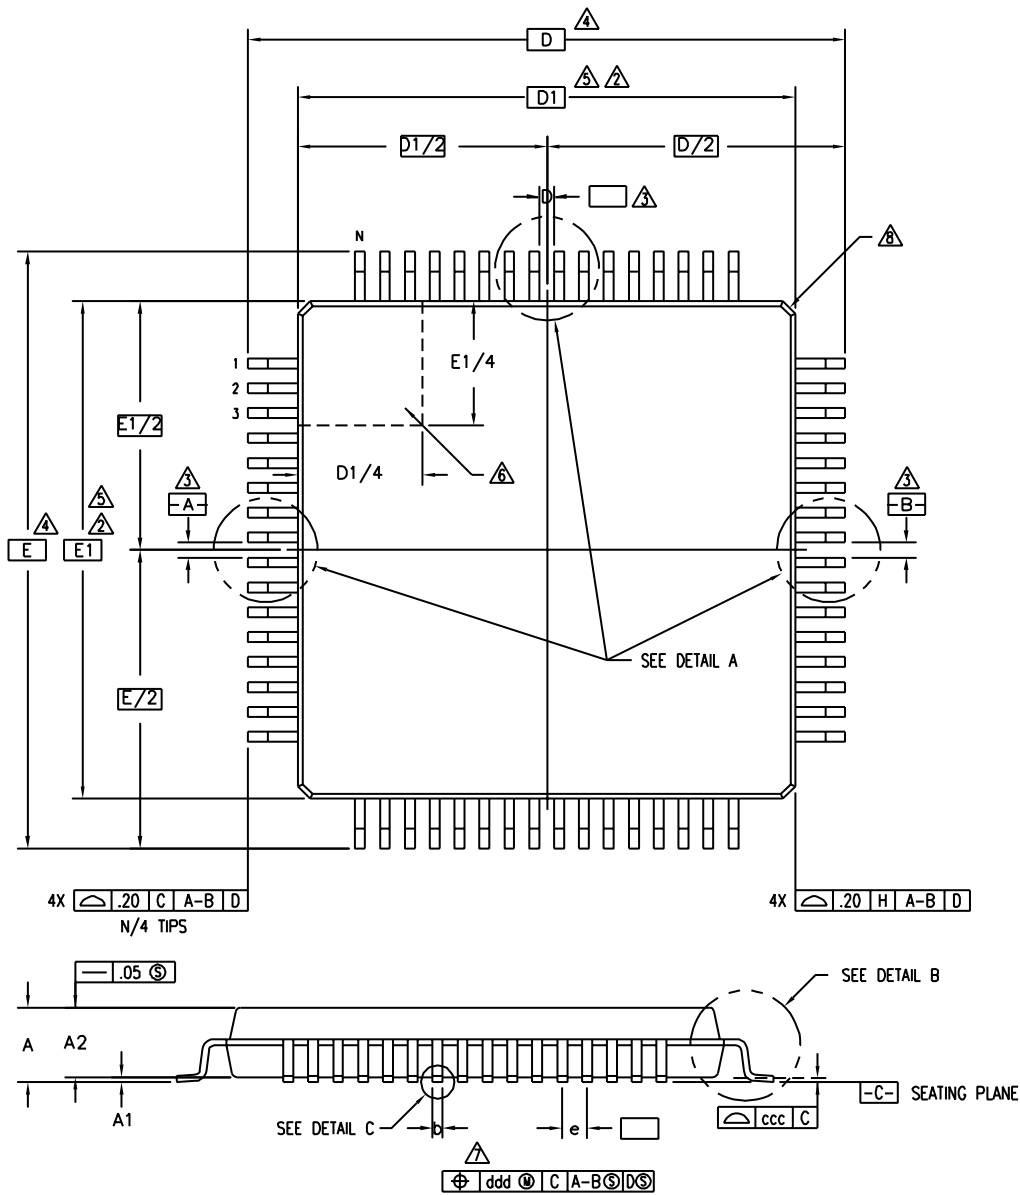 4
D
5 2
D1
D1/2 D/2
D 3
N
8
1
2
3
E1/4
E1/2
D1/4
6
3
-A-
3
-B-
5
4 2
E E1
SEE DETAIL A
E/2
4X ⌓ .20 C A-B D
N/4 TIPS
4X ⌓ .20 H A-B D
— .05 Ⓢ
SEE DETAIL B
A A2
A1
-C- SEATING PLANE
⌓ ccc C
SEE DETAIL C b e
7
⌖ ddd Ⓜ C A-BⓈ DⓈ